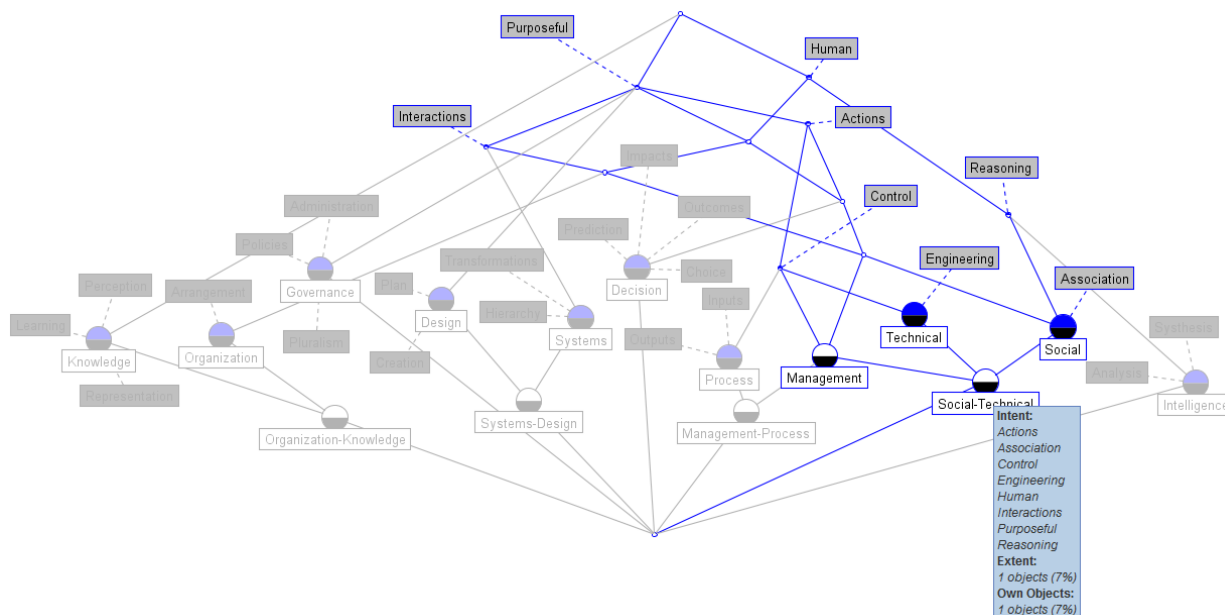 Purposeful
Human
Interactions
Actions
Impacts
Reasoning
Administration
Control
Outcomes
Policies
Prediction
Transformations
Engineering
Perception
Arrangement
Plan
Choice
Association
Governance
Decision
Inputs
Hierarchy
Learning
Design
Systems
Synthesis
Knowledge
Organization
Pluralism
Creation
Outputs
Technical
Social
Process
Management
Analysis
Representation
Social-Technical
Intelligence
Organization-Knowledge
Systems-Design
Management-Process
Intent:
Actions
Association
Control
Engineering
Human
Interactions
Purposeful
Reasoning
Extent:
1 objects (7%)
Own Objects:
1 objects (7%)